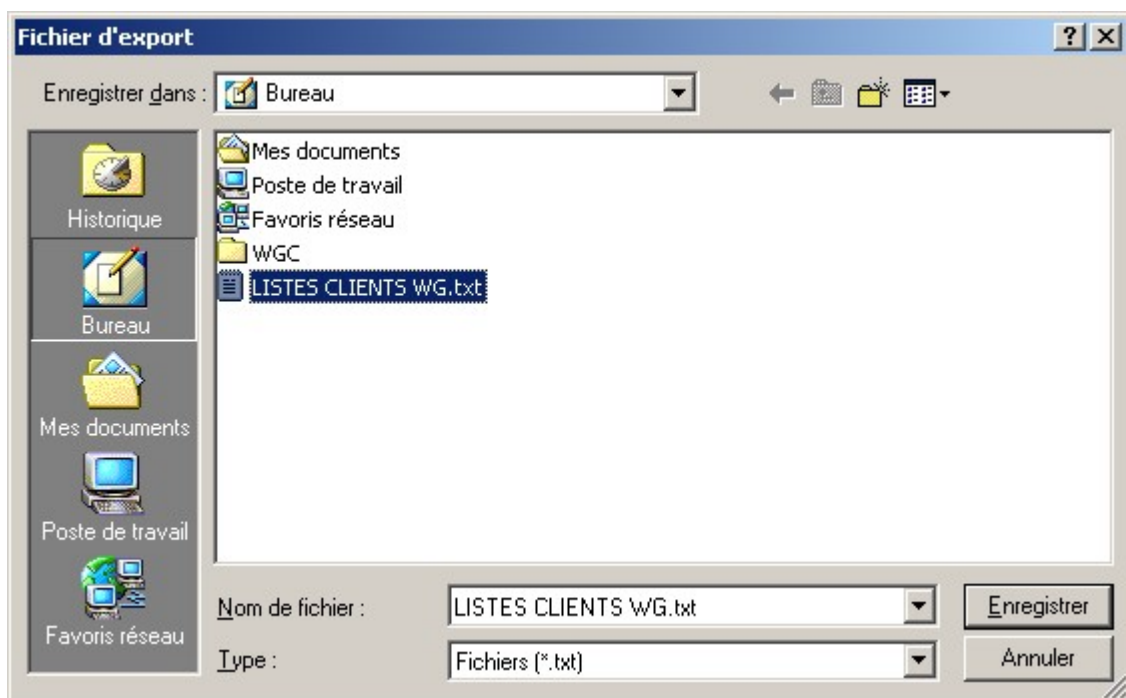 Fichier d'export
Enregistrer dans : Bureau
Historique
Bureau
Mes documents
Poste de travail
Favoris réseau
Mes documents
Poste de travail
Favoris réseau
WGC
LISTES CLIENTS WG.txt
Nom de fichier : LISTES CLIENTS WG.txt Enregistrer
Type : Fichiers (*.txt) Annuler